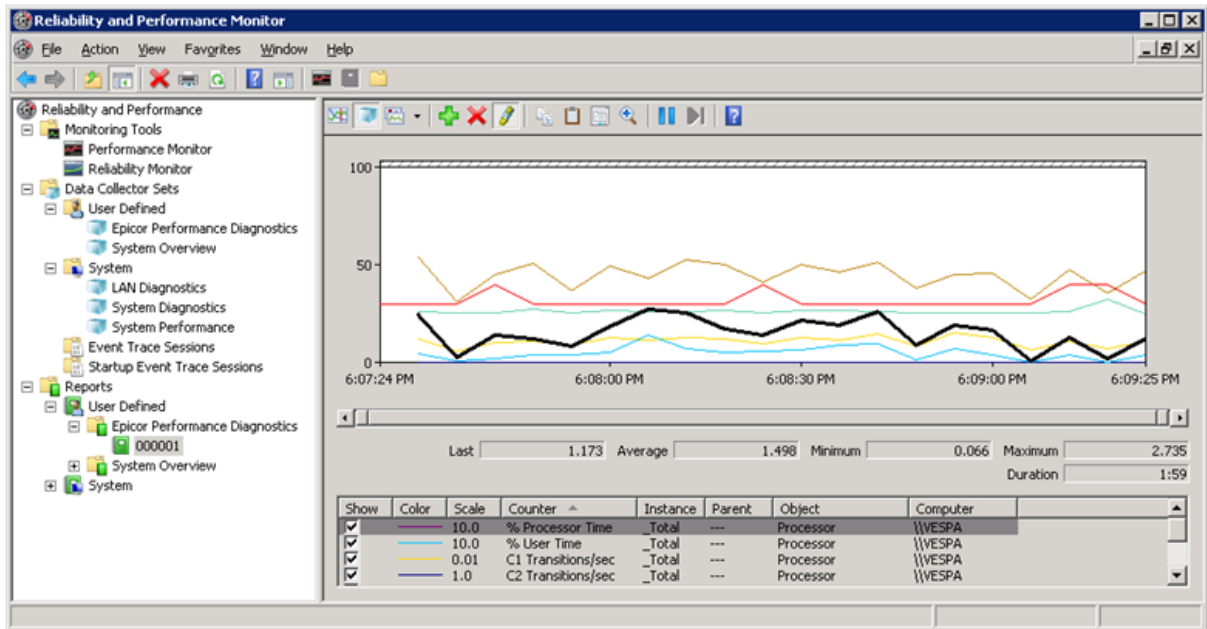 Reliability and Performance Monitor
File Action View Favorites Window Help
Reliability and Performance
Monitoring Tools
Performance Monitor
Reliability Monitor
Data Collector Sets
User Defined
Epicor Performance Diagnostics
System Overview
System
LAN Diagnostics
System Diagnostics
System Performance
Event Trace Sessions
Startup Event Trace Sessions
Reports
User Defined
Epicor Performance Diagnostics
000001
System Overview
System
100
50
0
6:07:24 PM 6:08:00 PM 6:08:30 PM 6:09:00 PM 6:09:25 PM
Last 1.173 Average 1.498 Minimum 0.066 Maximum 2.735
Duration 1:59
Show Color Scale Counter Instance Parent Object Computer
10.0 % Processor Time _Total --- Processor \\VESPA
10.0 % User Time _Total --- Processor \\VESPA
0.01 C1 Transitions/sec _Total --- Processor \\VESPA
1.0 C2 Transitions/sec _Total --- Processor \\VESPA